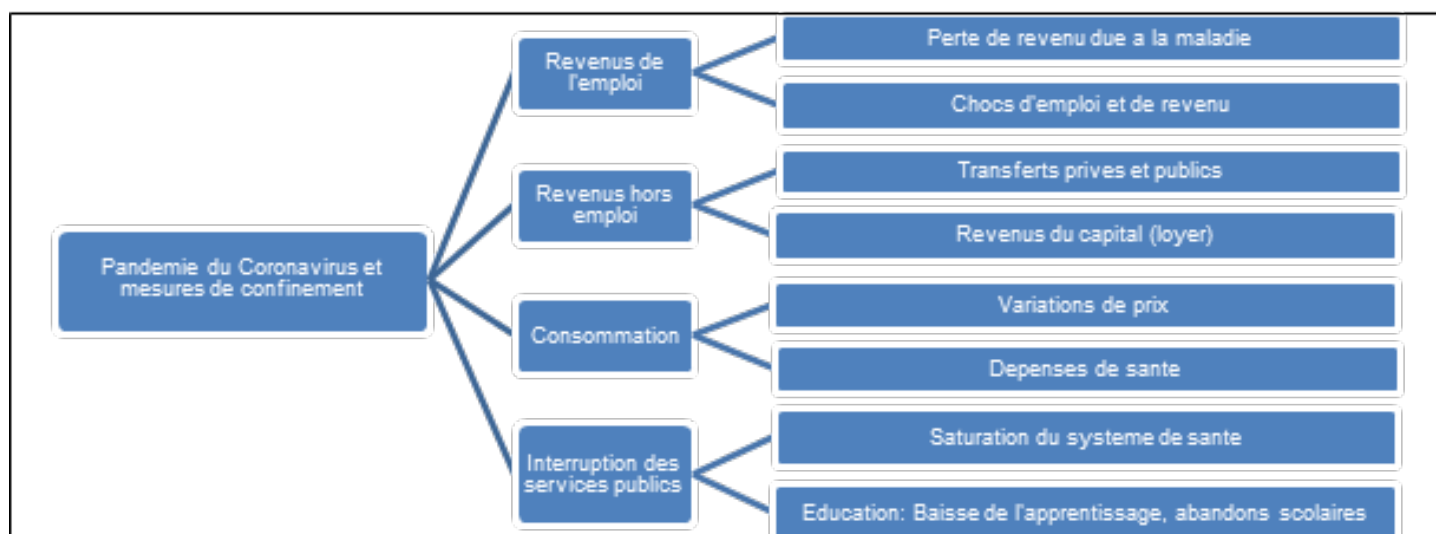 Pandemie du Coronavirus et
mesures de confinement
Revenus de
l'emploi
Perte de revenu due a la maladie
Chocs d'emploi et de revenu
Revenus hors
emploi
Transferts prives et publics
Revenus du capital (loyer)
Consommation
Variations de prix
Depenses de sante
Interruption des
services publics
Saturation du systeme de sante
Education: Baisse de l'apprentissage, abandons scolaires